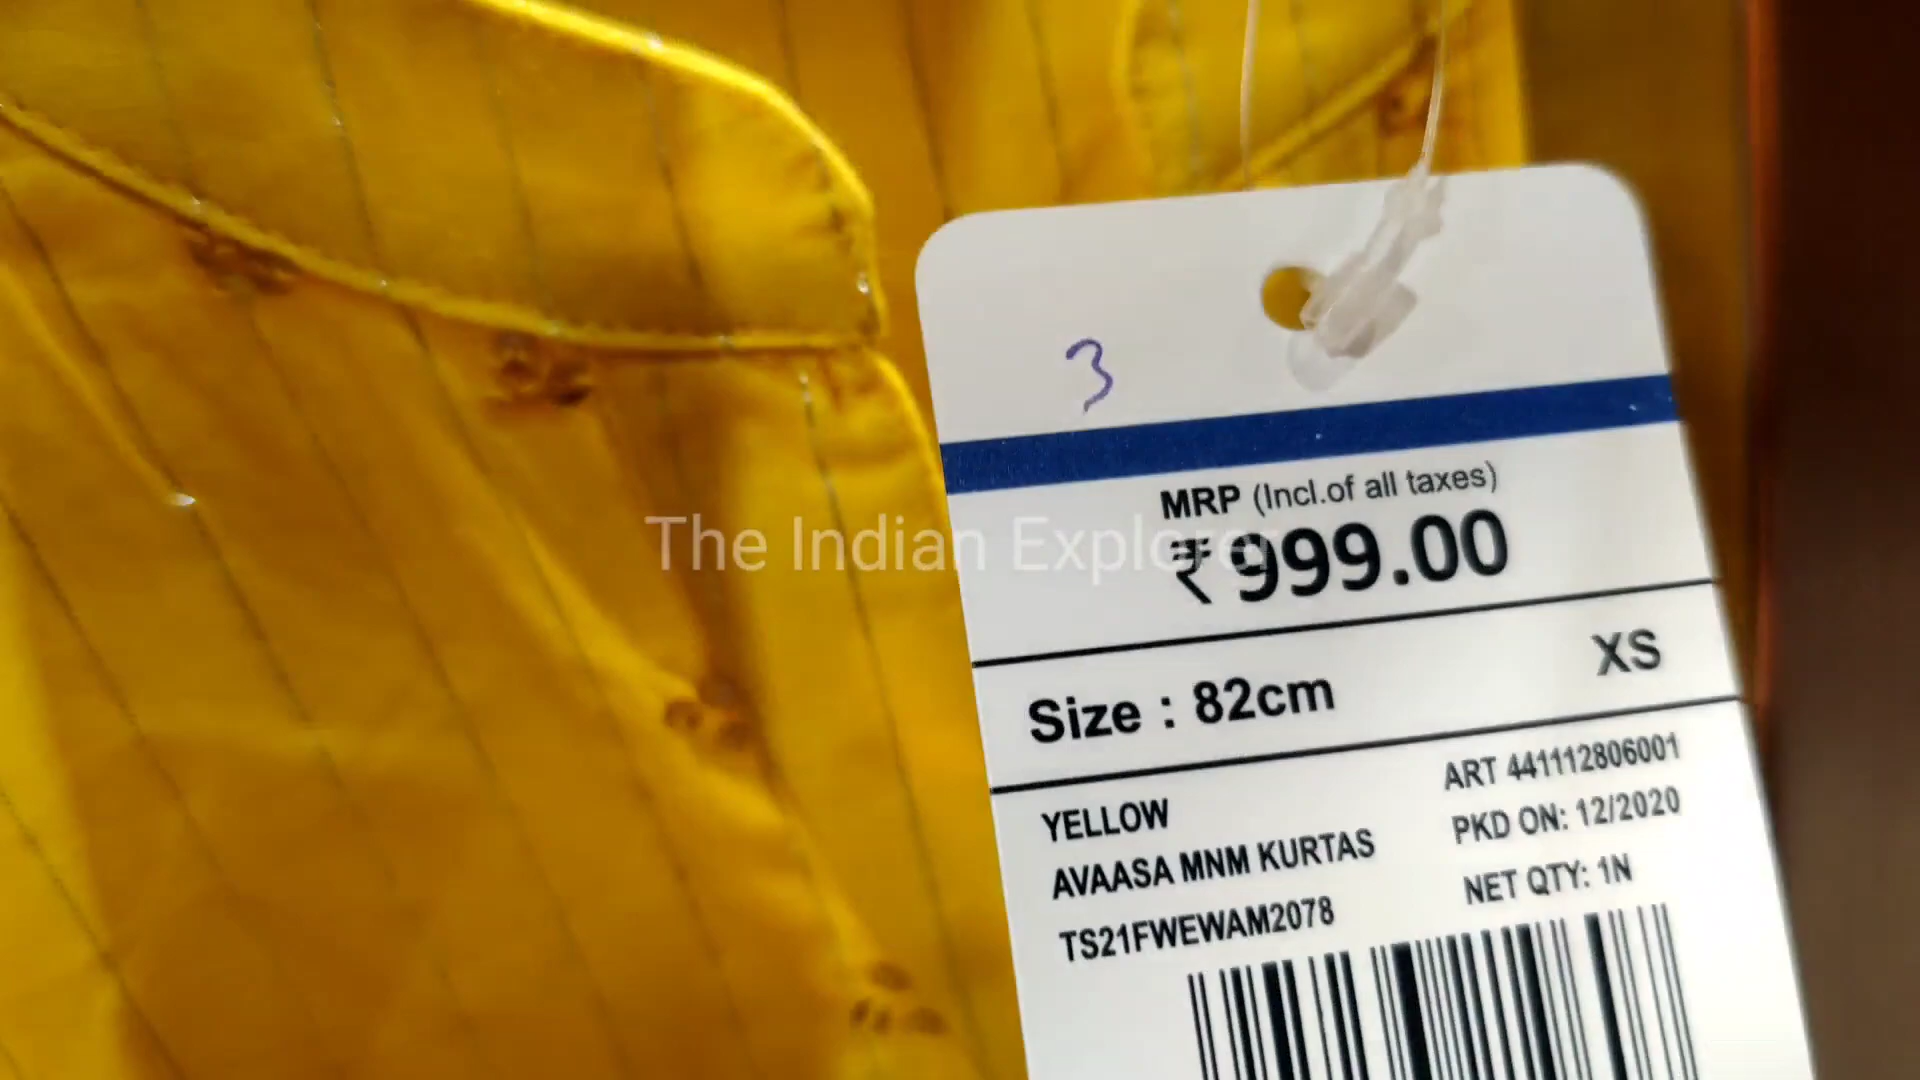 3
MRP (Incl.of all taxes)
The Indian Explorer
₹999.00
Size : 82cm XS
YELLOW ART 441112806001
AVAASA MNM KURTAS PKD ON: 12/2020
TS21FWEWAM2078 NET QTY: 1N